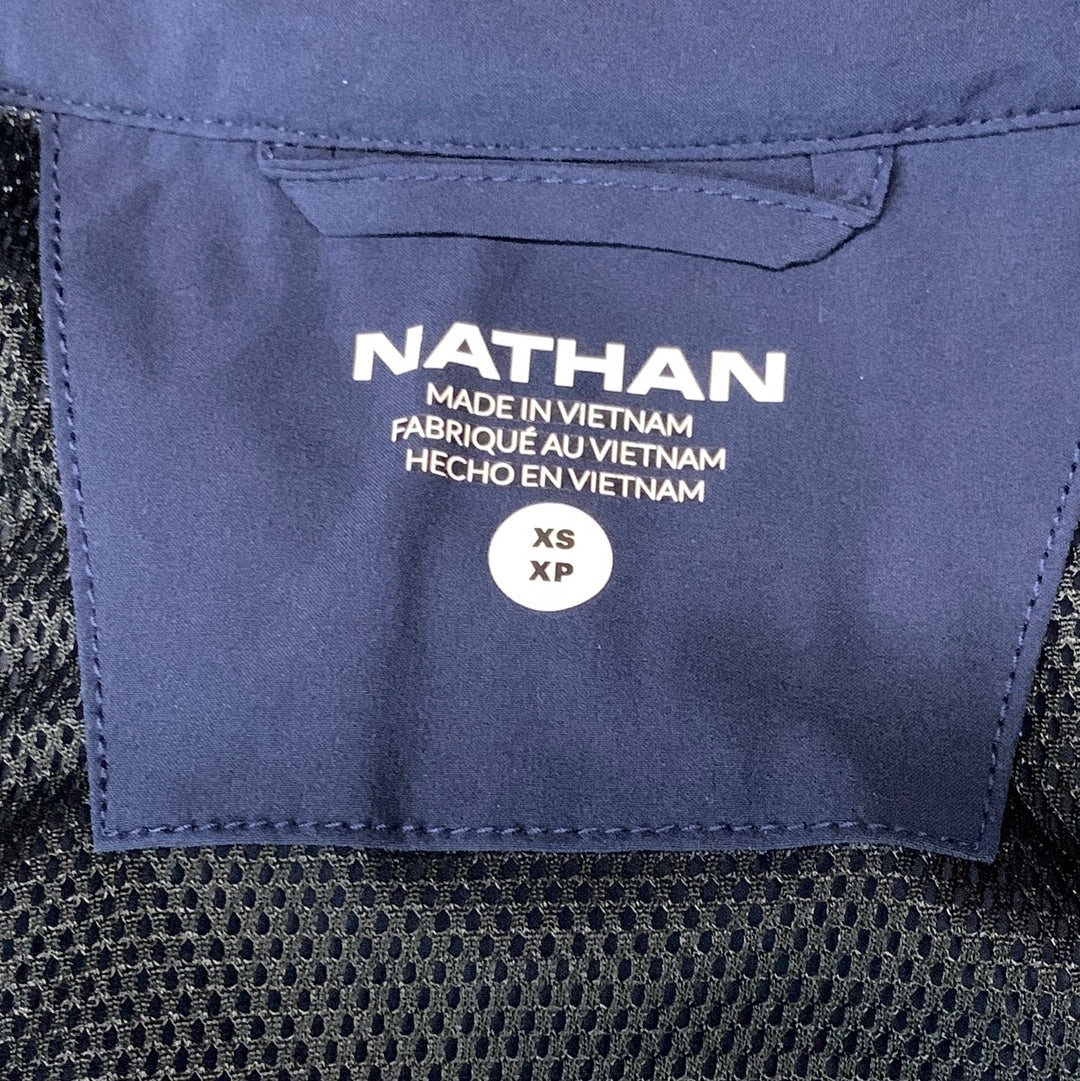 NATHAN
MADE IN VIETNAM
FABRIQUÉ AU VIETNAM
HECHO EN VIETNAM
XS
XP